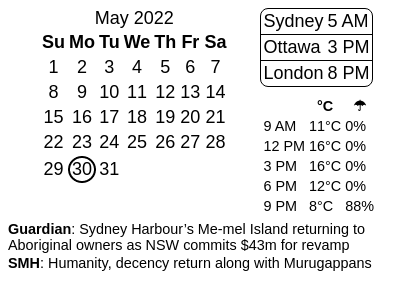 May 2022
Su Mo Tu We Th Fr Sa
1 2 3 4 5 6 7
8 9 10 11 12 13 14
15 16 17 18 19 20 21
22 23 24 25 26 27 28
29 30 31
Sydney 5 AM
Ottawa 3 PM
London 8 PM
°C ☂
9 AM 11°C 0%
12 PM 16°C 0%
3 PM 16°C 0%
6 PM 12°C 0%
9 PM 8°C 88%
Guardian: Sydney Harbour’s Me-mel Island returning to
Aboriginal owners as NSW commits $43m for revamp
SMH: Humanity, decency return along with Murugappans